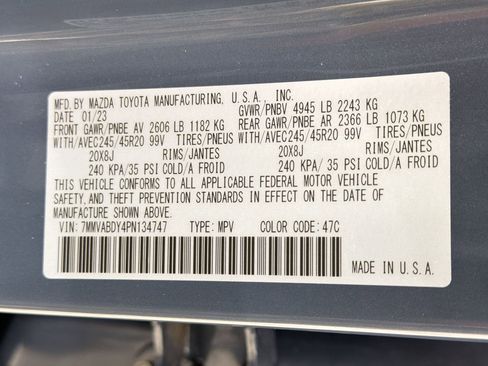 MFD. BY MAZDA TOYOTA MANUFACTURING, U.S.A., INC.
DATE 01/23 GVWR/PNBV 4945 LB 2243 KG
FRONT GAWR/PNBE AV 2606 LB 1182 KG REAR GAWR/PNBE AR 2366 LB 1073 KG
WITH/AVEC245/45R20 99V TIRES/PNEUS WITH/AVEC245/45R20 99V TIRES/PNEUS
20X8J RIMS/JANTES 20X8J RIMS/JANTES
240 KPA/35 PSI COLD/A FROID 240 KPA/35 PSI COLD/A FROID
THIS VEHICLE CONFORMS TO ALL APPLICABLE FEDERAL MOTOR VEHICLE
SAFETY,AND THEFT PREVENTION STANDARDS IN EFFECT ON THE DATE OF
MANUFACTURE SHOWN ABOVE.
VIN: 7MMVABDY4PN134747 TYPE: MPV COLOR CODE: 47C
MADE IN U.S.A.